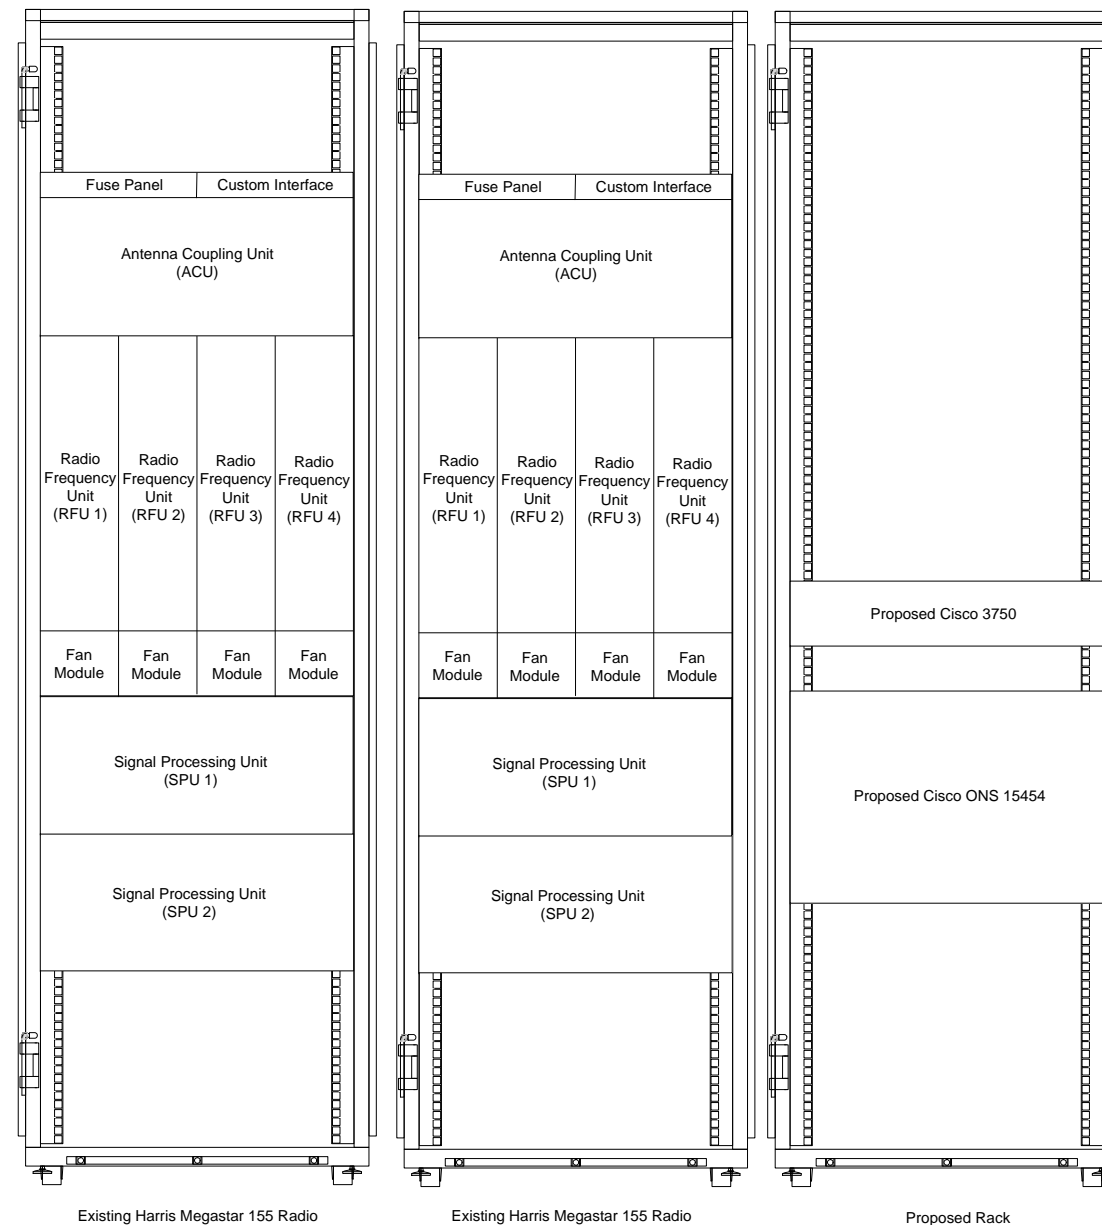 Fuse Panel
Custom Interface
Antenna Coupling Unit
(ACU)
Radio
Frequency
Unit
(RFU 1)
Radio
Frequency
Unit
(RFU 2)
Radio
Frequency
Unit
(RFU 3)
Radio
Frequency
Unit
(RFU 4)
Fan
Module
Fan
Module
Fan
Module
Fan
Module
Signal Processing Unit
(SPU 1)
Signal Processing Unit
(SPU 2)
Existing Harris Megastar 155 Radio
Fuse Panel
Custom Interface
Antenna Coupling Unit
(ACU)
Radio
Frequency
Unit
(RFU 1)
Radio
Frequency
Unit
(RFU 2)
Radio
Frequency
Unit
(RFU 3)
Radio
Frequency
Unit
(RFU 4)
Fan
Module
Fan
Module
Fan
Module
Fan
Module
Signal Processing Unit
(SPU 1)
Signal Processing Unit
(SPU 2)
Existing Harris Megastar 155 Radio
Proposed Cisco 3750
Proposed Cisco ONS 15454
Proposed Rack